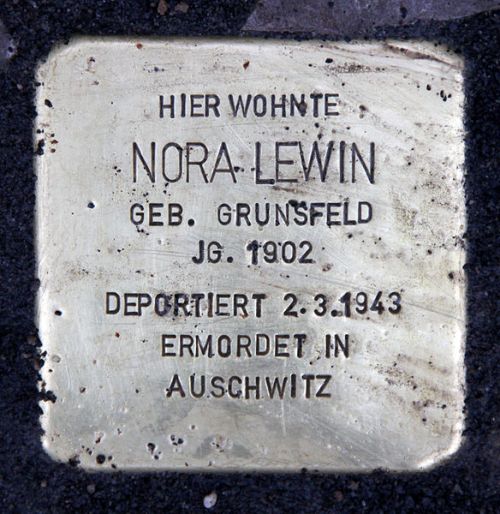 HIER WOHNTE
NORA LEWIN
GEB. GRUNSFELD
JG. 1902
DEPORTIERT 2.3.1943
ERMORDET IN
AUSCHWITZ